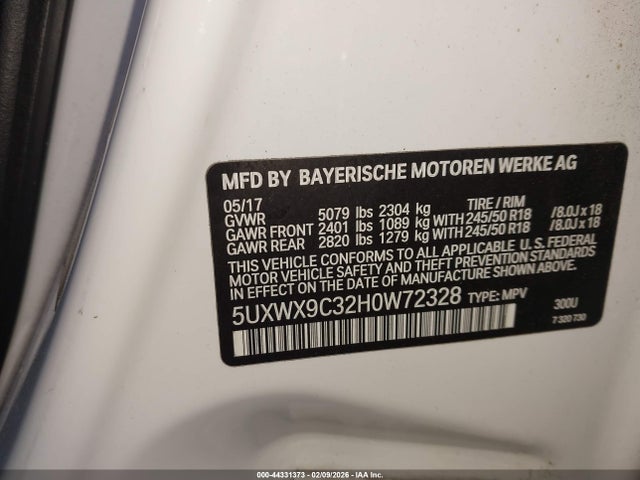 MFD BY BAYERISCHE MOTOREN WERKE AG
05/17 TIRE / RIM
GVWR 5079 lbs 2304 kg
GAWR FRONT 2401 lbs 1089 kg WITH 245/50 R18 /8.0J x 18
GAWR REAR 2820 lbs 1279 kg WITH 245/50 R18 /8.0J x 18
THIS VEHICLE CONFORMS TO ALL APPLICABLE U.S. FEDERAL
MOTOR VEHICLE SAFETY STANDARDS IN EFFECT ON THE
DATE OF MANUFACTURE SHOWN ABOVE.
5UXWX9C32H0W72328 TYPE: MPV 300U
7 320 730
000-44331373 - 02/09/2026 - IAA Inc.